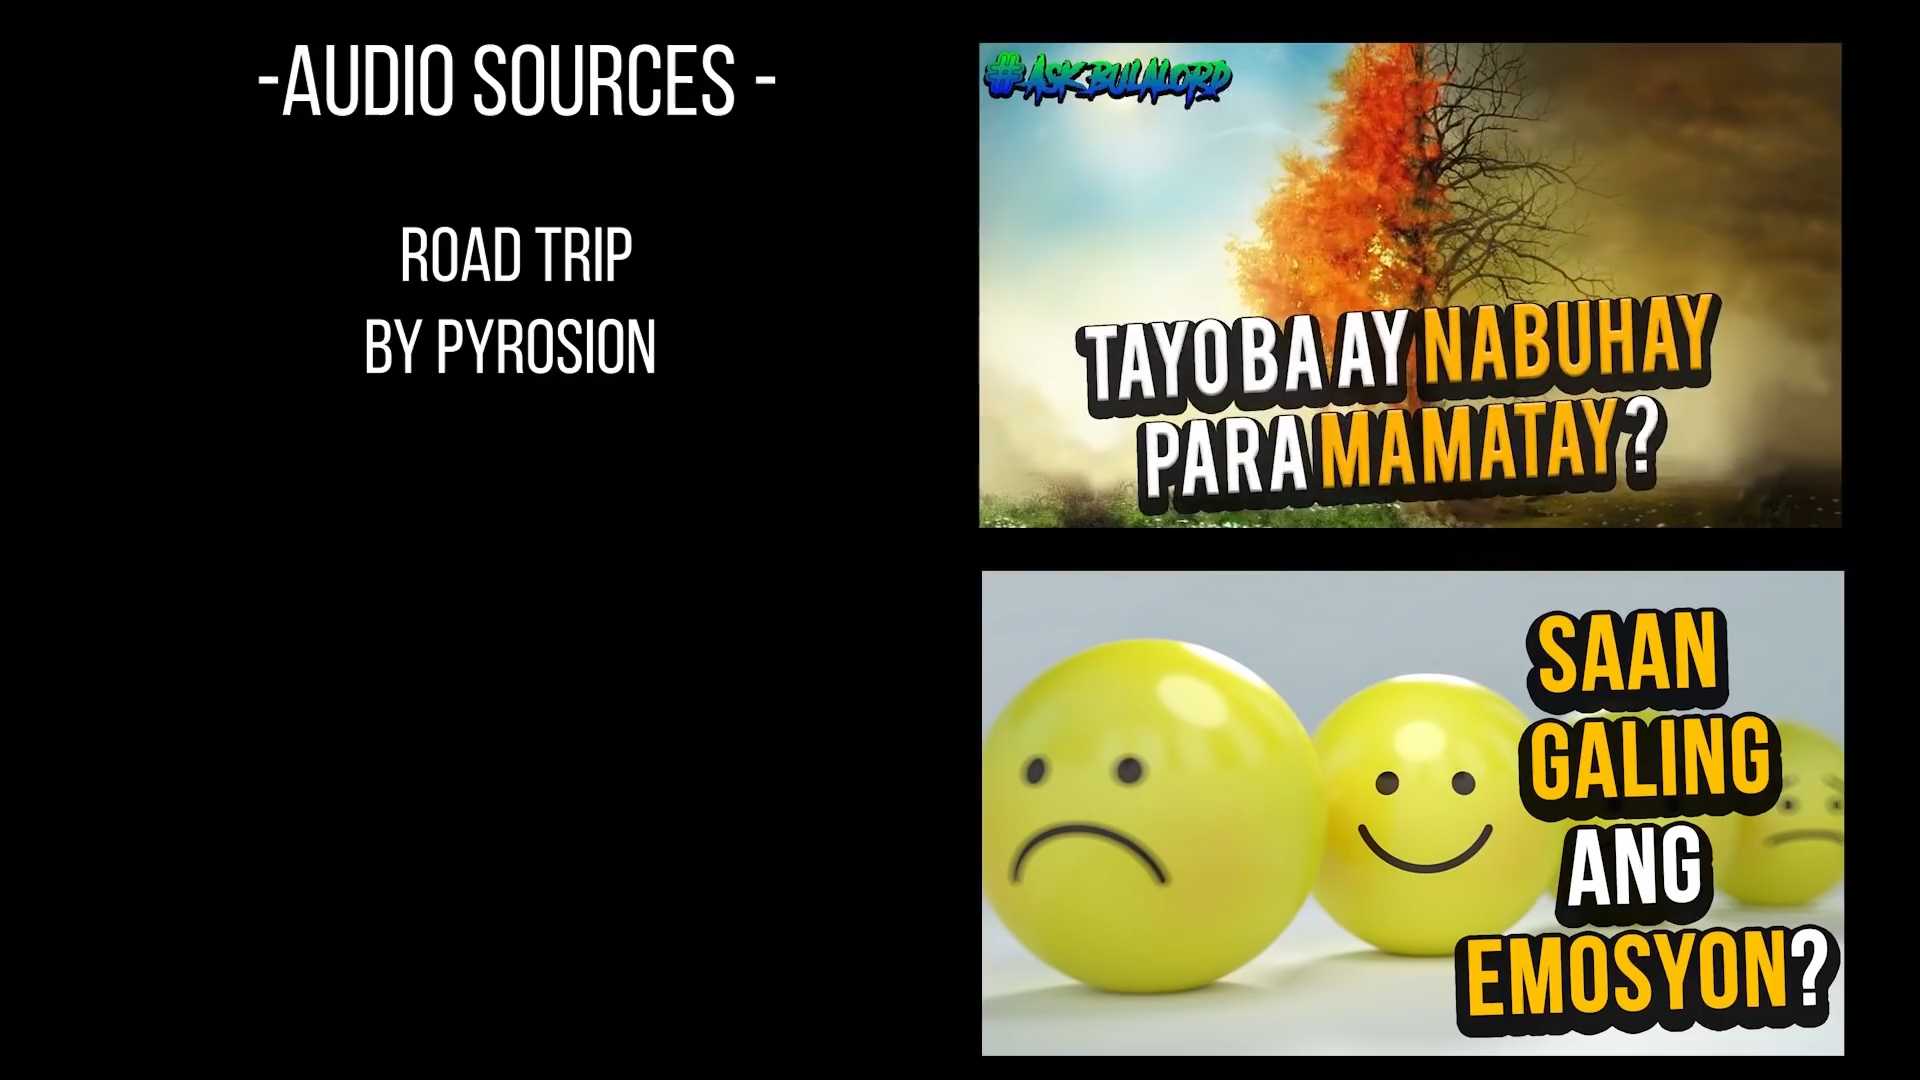 -AUDIO SOURCES -
ROAD TRIP
BY PYROSION
#ASKBULALORD
TAYO BA AY NABUHAY
PARA MAMATAY?
SAAN
GALING
ANG
EMOSYON?